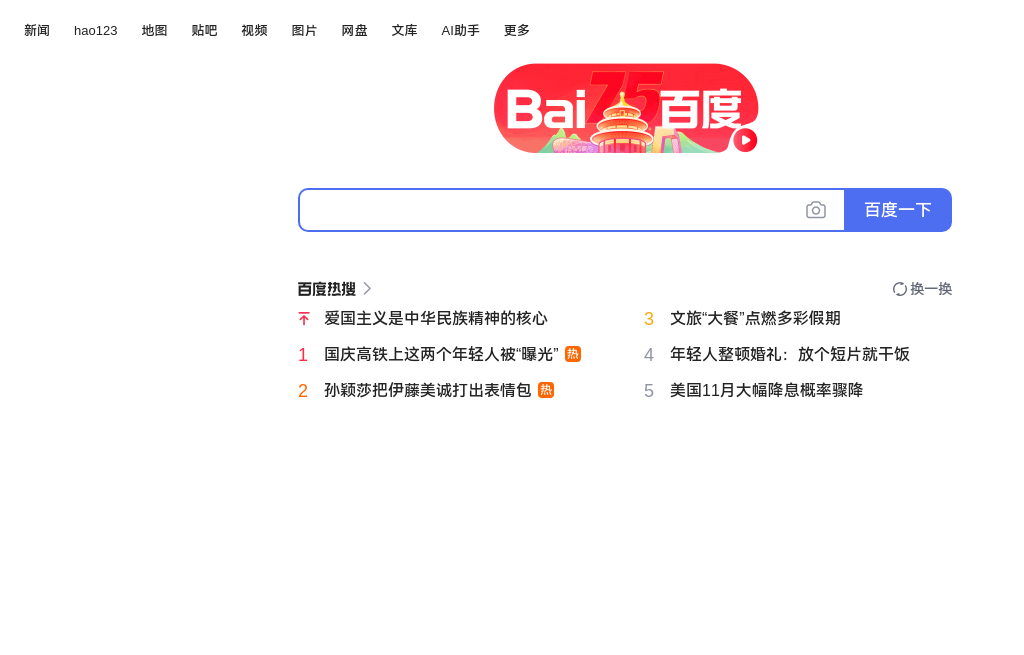 新闻 hao123 地图 贴吧 视频 图片 网盘 文库 AI助手 更多
Bai 75 百度
百度一下
百度热搜 换一换
爱国主义是中华民族精神的核心
1 国庆高铁上这两个年轻人被“曝光” 热
2 孙颖莎把伊藤美诚打出表情包 热
3 文旅“大餐”点燃多彩假期
4 年轻人整顿婚礼：放个短片就干饭
5 美国11月大幅降息概率骤降